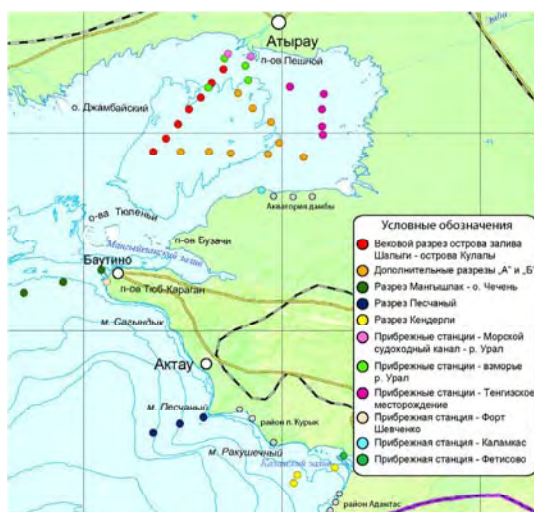 Атырау
п-ов Пешной
о. Джамбайский
Акватория дамбы
о-ва Тюленьи
Мангышлакский залив
п-ов Бузачи
Баутино
п-ов Тюб-Караган
м. Сагындык
Актау
м. Песчаный
район п. Курык
м. Ракушечный
Казахский залив
район Адамтас
Условные обозначения
Вековой разрез острова залива
Шалыги - острова Кулалы
Дополнительные разрезы „А" и „Б"
Разрез Мангышлак - о. Чечень
Разрез Песчаный
Разрез Кендерли
Прибрежные станции - Морской
судоходный канал - р. Урал
Прибрежные станции - взморье
р. Урал
Прибрежные станции - Тенгизское
месторождение
Прибрежная станция - Форт
Шевченко
Прибрежная станция - Каламкас
Прибрежная станция - Фетисово